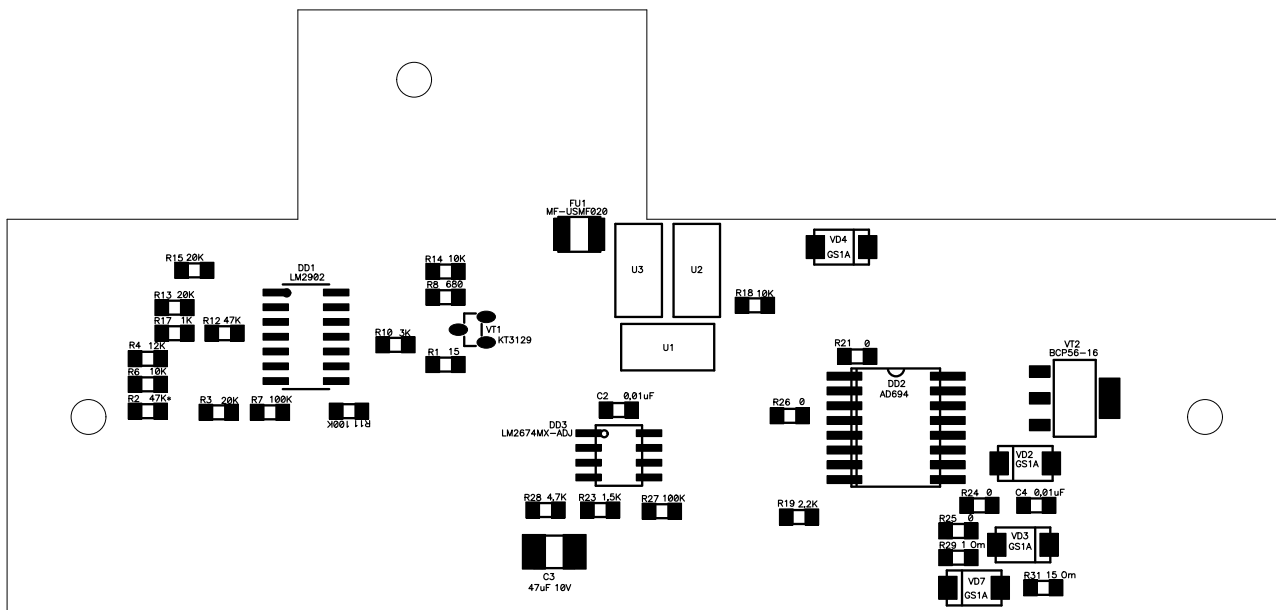 FU1
MF-USMF020
VD4
GS1A
R15 20K
DD1
LM2902
R14 10K
U3
U2
R8 680
R13 20K
R18 10K
R17 1K
R12 47K
VT1
KT3129
R10 3K
R4 12K
U1
R1 15
R21 0
VT2
BCP56-16
R6 10K
DD2
AD694
R2 47K*
R3 20K
R7 100K
R11 100K
C2 0,01uF
R26 0
DD3
LM2674MX-ADJ
VD2
GS1A
R28 4,7K
R23 1,5K
R27 100K
R19 2,2K
R24 0
C4 0,01uF
R25 0
VD3
GS1A
R29 1 Om
C3
47uF 10V
VD7
GS1A
R31 15 Om